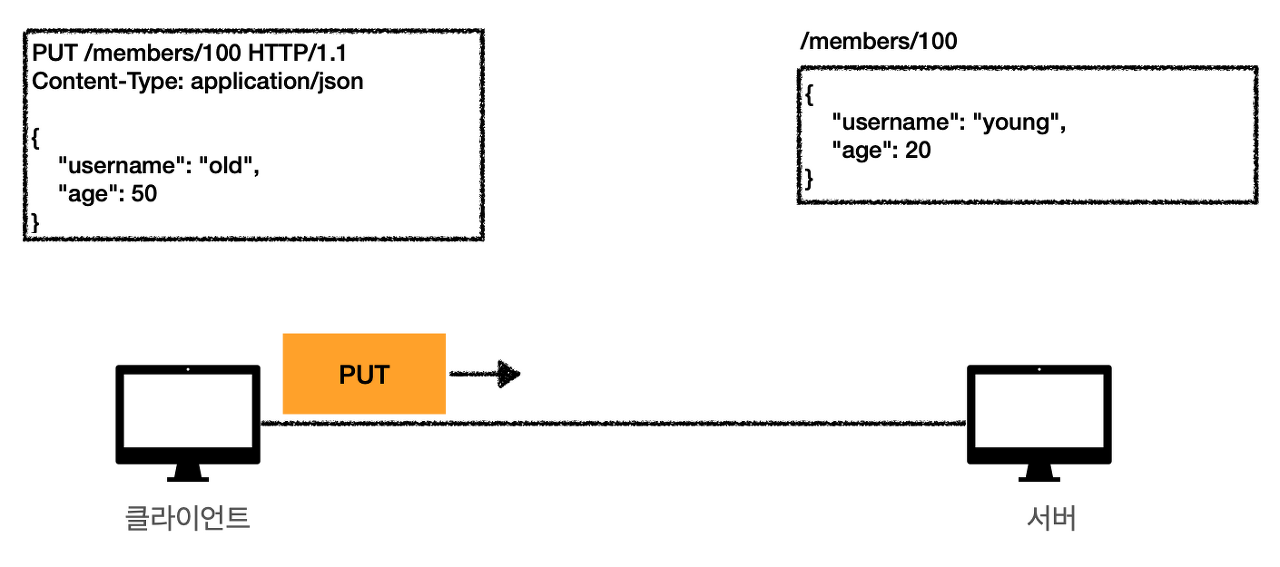 PUT /members/100 HTTP/1.1
Content-Type: application/json
{
"username": "old",
"age": 50
}
/members/100
{
"username": "young",
"age": 20
}
PUT
클라이언트
서버